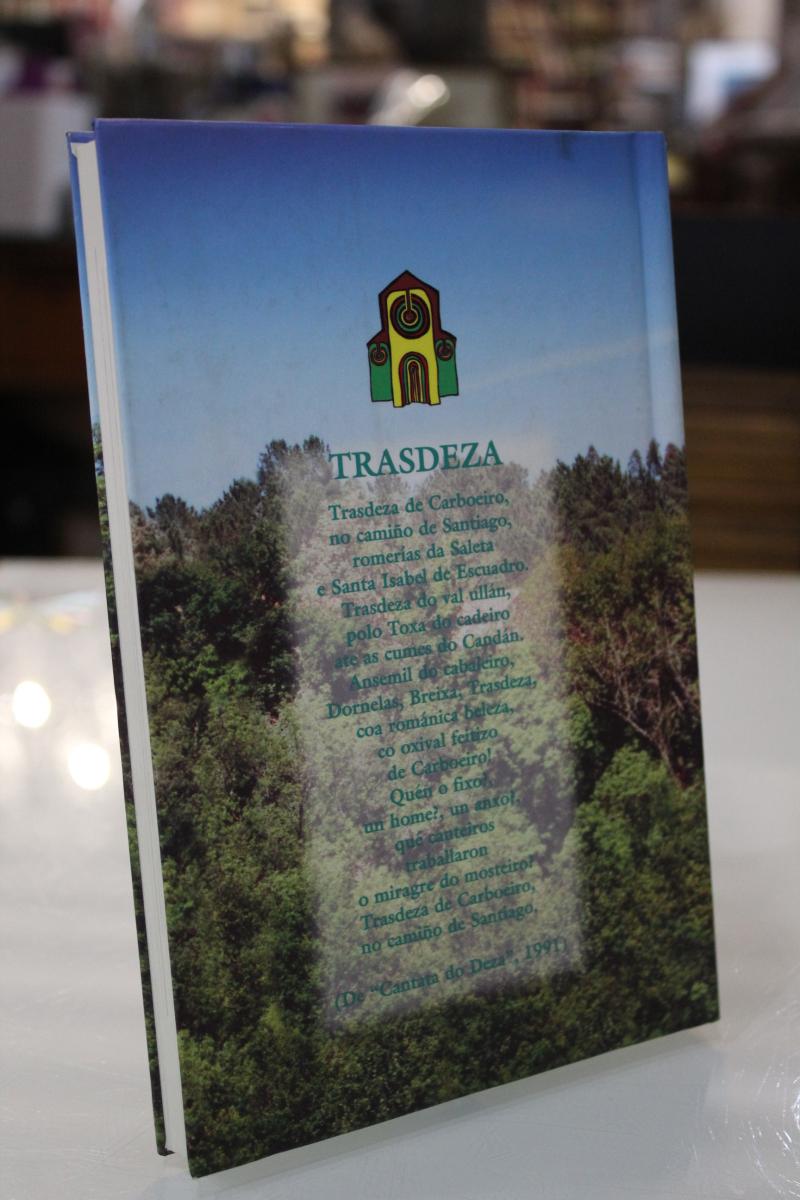 TRASDEZA
Trasdeza de Carboeiro,
no camiño de Santiago,
romerías da Saleta
e Santa Isabel de Escuadro.
Trasdeza do val ullán,
polo Toxa do cadeiro
ate as cumes do Candán.
Ansemil do cabaleiro,
Dornelas, Breixa, Trasdeza,
coa románica beleza,
co oxival feitizo
de Carboeiro!
Quén o fixo?,
un home?, un anxo?,
qué canteiros
traballaron
o miragre do mosteiro?
Trasdeza de Carboeiro,
no camiño de Santiago.
(De "Cantata do Deza", 1991)